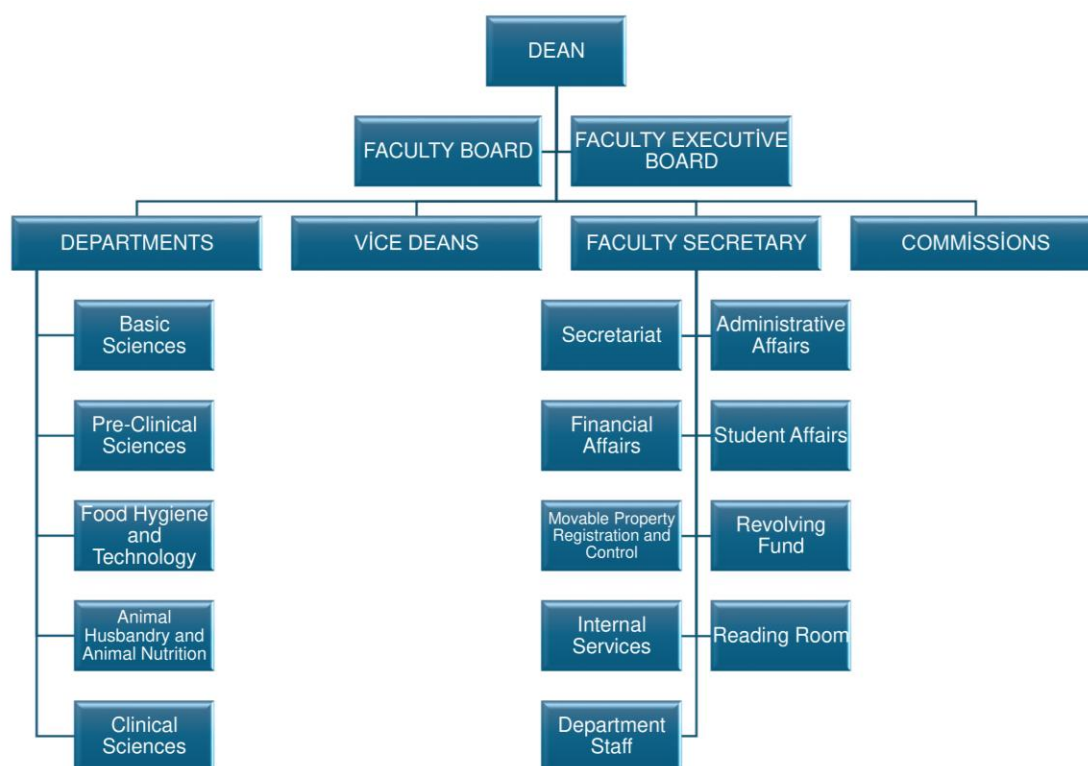 DEAN
FACULTY BOARD
FACULTY EXECUTİVE
BOARD
DEPARTMENTS
VİCE DEANS
FACULTY SECRETARY
COMMİSSİONS
Basic
Sciences
Pre-Clinical
Sciences
Food Hygiene
and
Technology
Animal
Husbandry and
Animal Nutrition
Clinical
Sciences
Secretariat
Administrative
Affairs
Financial
Affairs
Student Affairs
Movable Property
Registration and
Control
Revolving
Fund
Internal
Services
Reading Room
Department
Staff